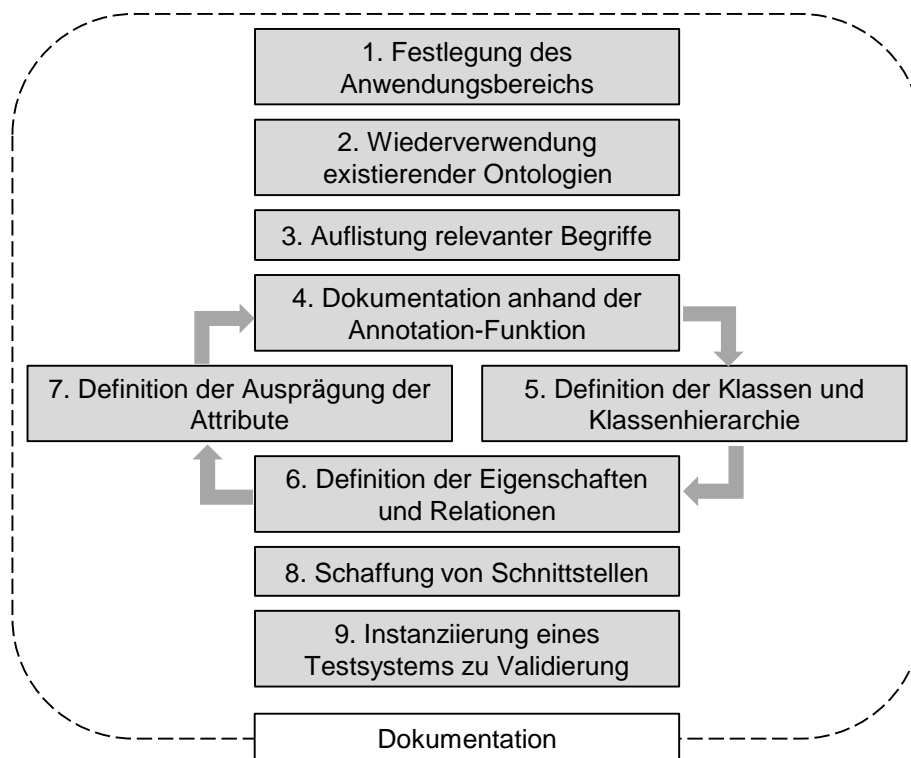 1. Festlegung des
Anwendungsbereichs
2. Wiederverwendung
existierender Ontologien
3. Auflistung relevanter Begriffe
4. Dokumentation anhand der
Annotation-Funktion
7. Definition der Ausprägung der
Attribute
5. Definition der Klassen und
Klassenhierarchie
6. Definition der Eigenschaften
und Relationen
8. Schaffung von Schnittstellen
9. Instanziierung eines
Testsystems zu Validierung
Dokumentation